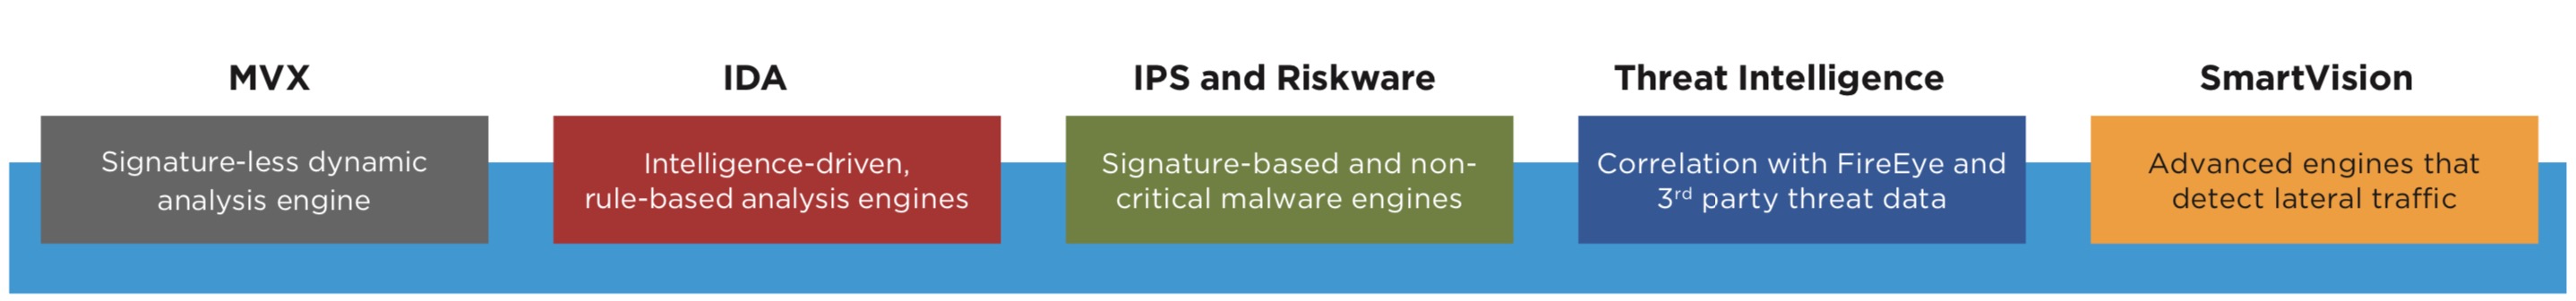 MVX
Signature-less dynamic
analysis engine
IDA
Intelligence-driven,
rule-based analysis engines
IPS and Riskware
Signature-based and non-
critical malware engines
Threat Intelligence
Correlation with FireEye and
3rd party threat data
SmartVision
Advanced engines that
detect lateral traffic